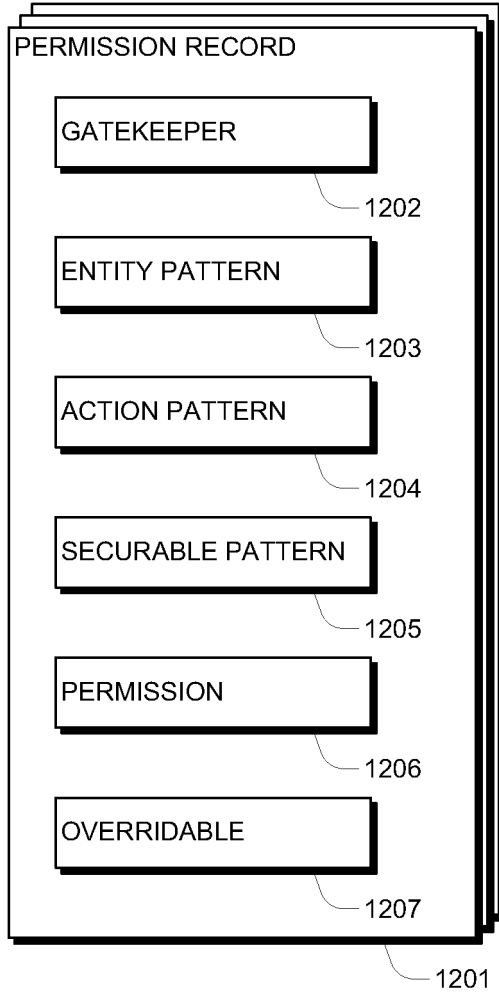 PERMISSION RECORD
GATEKEEPER
1202
ENTITY PATTERN
1203
ACTION PATTERN
1204
SECURABLE PATTERN
1205
PERMISSION
1206
OVERRIDABLE
1207
1201